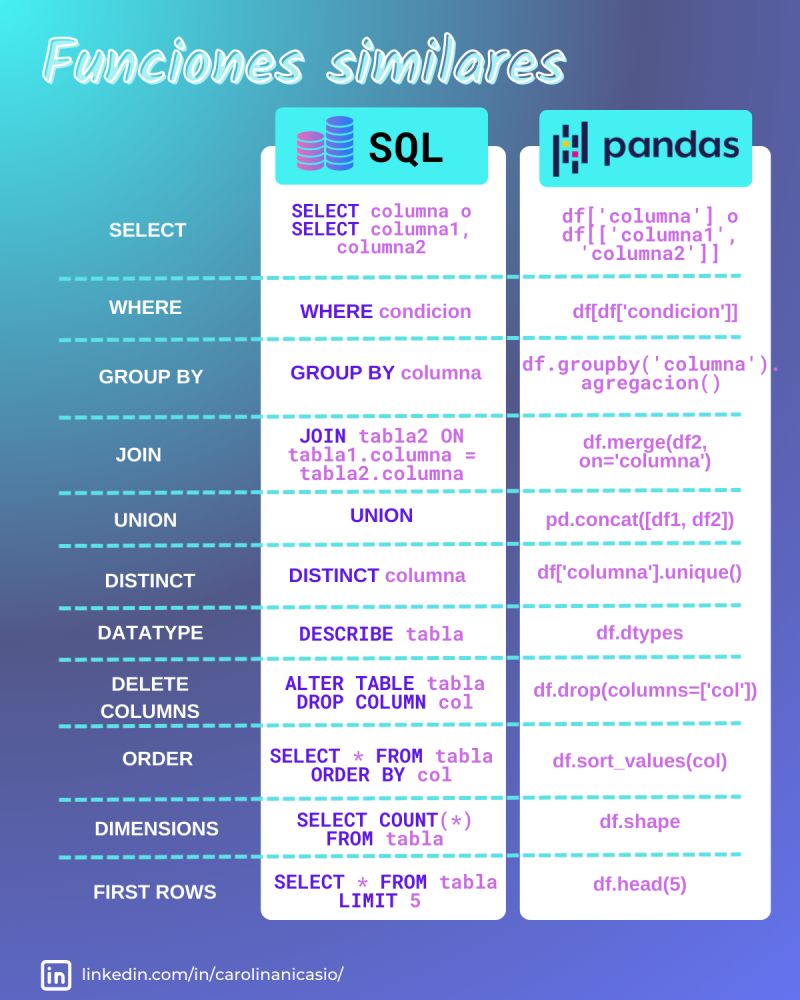 Funciones similares
SQL
pandas
SELECT
SELECT columna o
SELECT columna1,
columna2
df['columna'] o
df[['columna1',
'columna2']]
WHERE
WHERE condicion
df[df['condicion']]
GROUP BY
GROUP BY columna
df.groupby('columna').
agregacion()
JOIN
JOIN tabla2 ON
tabla1.columna =
tabla2.columna
df.merge(df2,
on='columna')
UNION
UNION
pd.concat([df1, df2])
DISTINCT
DISTINCT columna
df['columna'].unique()
DATATYPE
DESCRIBE tabla
df.dtypes
DELETE
COLUMNS
ALTER TABLE tabla
DROP COLUMN col
df.drop(columns=['col'])
ORDER
SELECT * FROM tabla
ORDER BY col
df.sort_values(col)
DIMENSIONS
SELECT COUNT(*)
FROM tabla
df.shape
FIRST ROWS
SELECT * FROM tabla
LIMIT 5
df.head(5)
in linkedin.com/in/carolinanicasio/